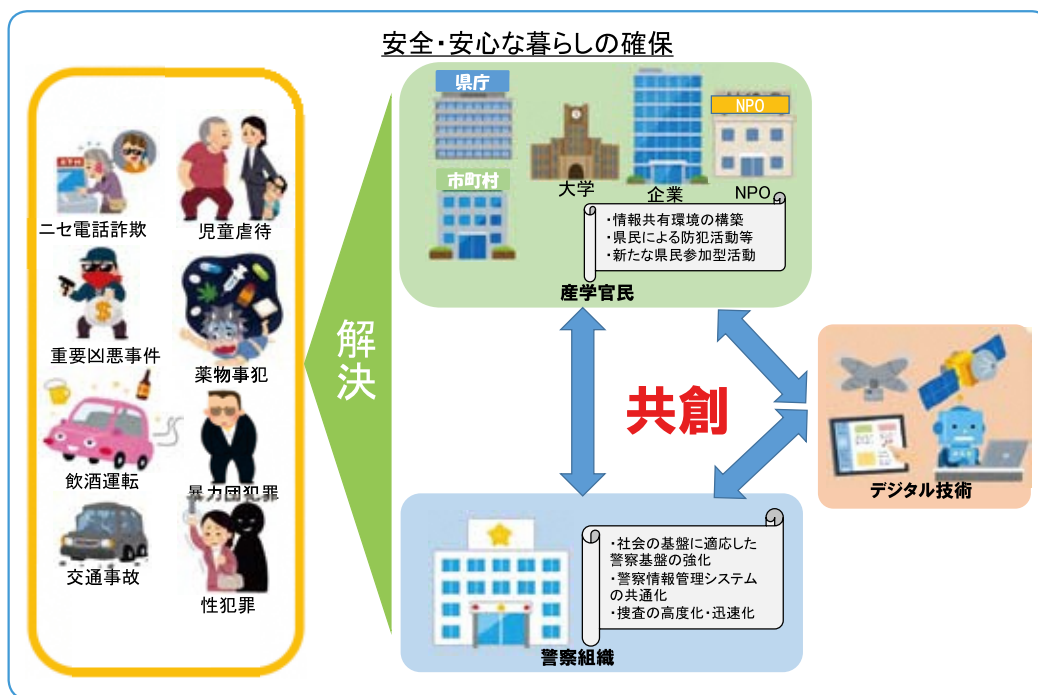 安全・安心な暮らしの確保
ニセ電話詐欺
児童虐待
重要凶悪事件
薬物事犯
飲酒運転
暴力団犯罪
交通事故
性犯罪
解決
県庁
市町村
大学
企業
NPO
NPO
・情報共有環境の構築
・県民による防犯活動等
・新たな県民参加型活動
産学官民
共創
デジタル技術
・社会の基盤に適応した
警察基盤の強化
・警察情報管理システム
の共通化
・捜査の高度化・迅速化
警察組織